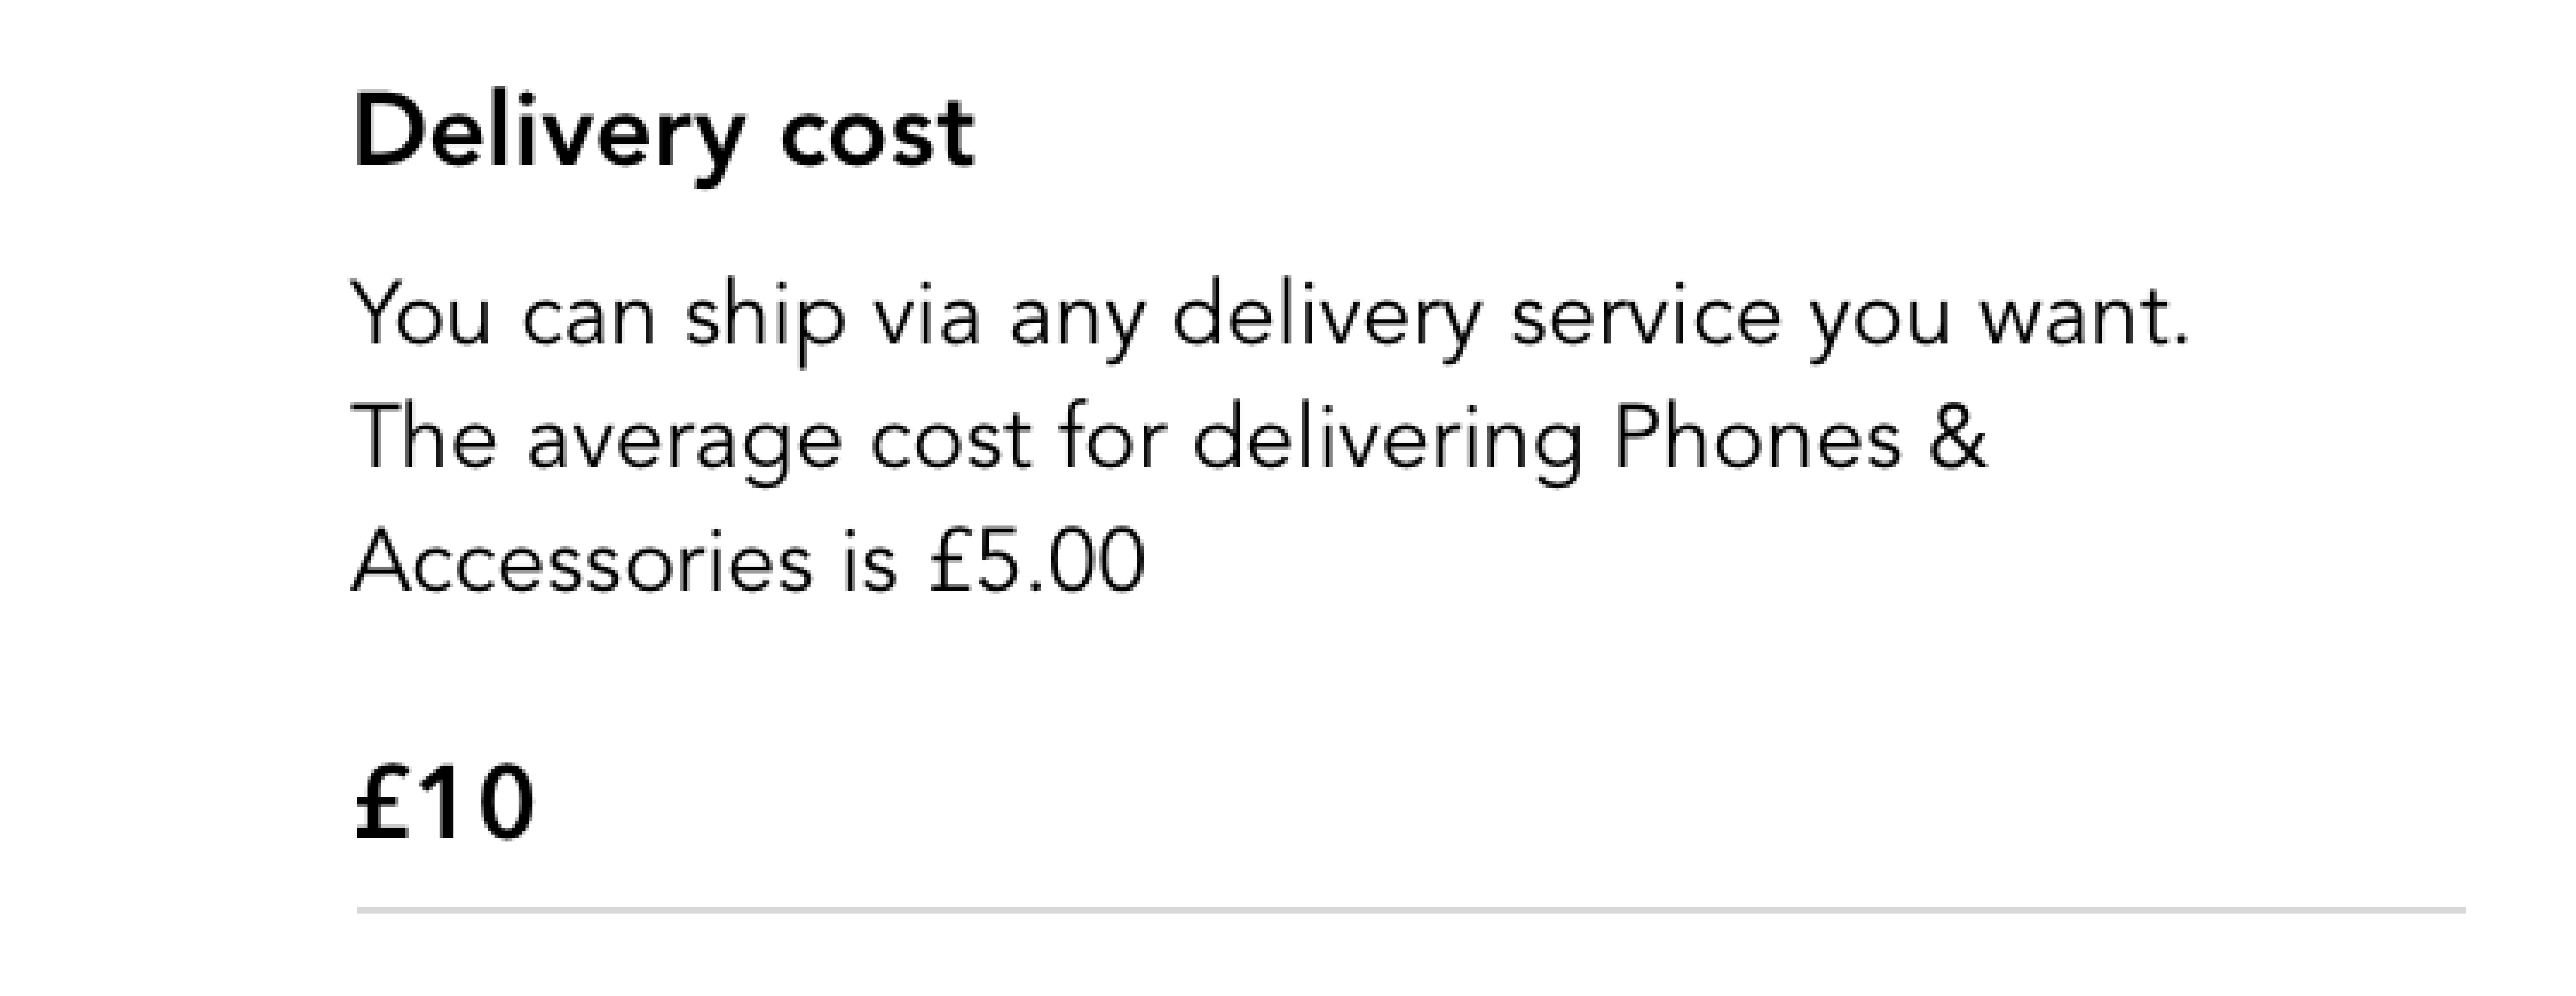 Delivery cost
You can ship via any delivery service you want.
The average cost for delivering Phones &
Accessories is £5.00
£10